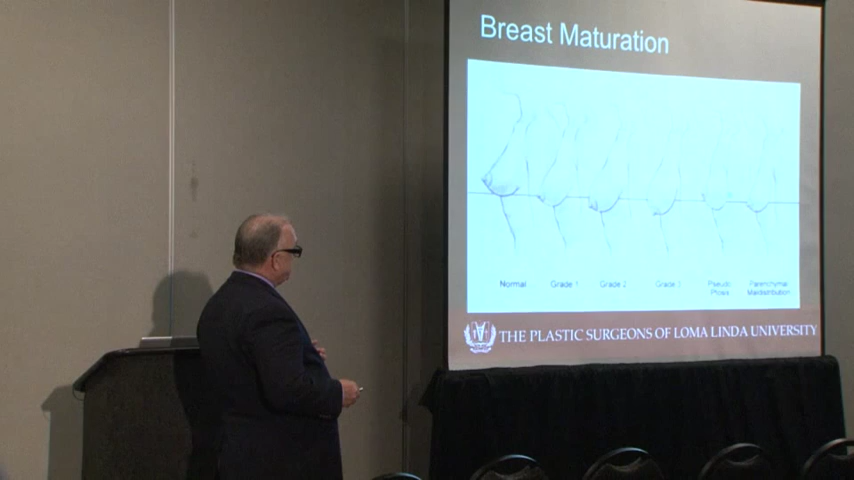 Breast Maturation
Normal Grade 1 Grade 2 Grade 3 Pseudo Parenchymal
Ptosis Maldistribution
THE PLASTIC SURGEONS OF LOMA LINDA UNIVERSITY